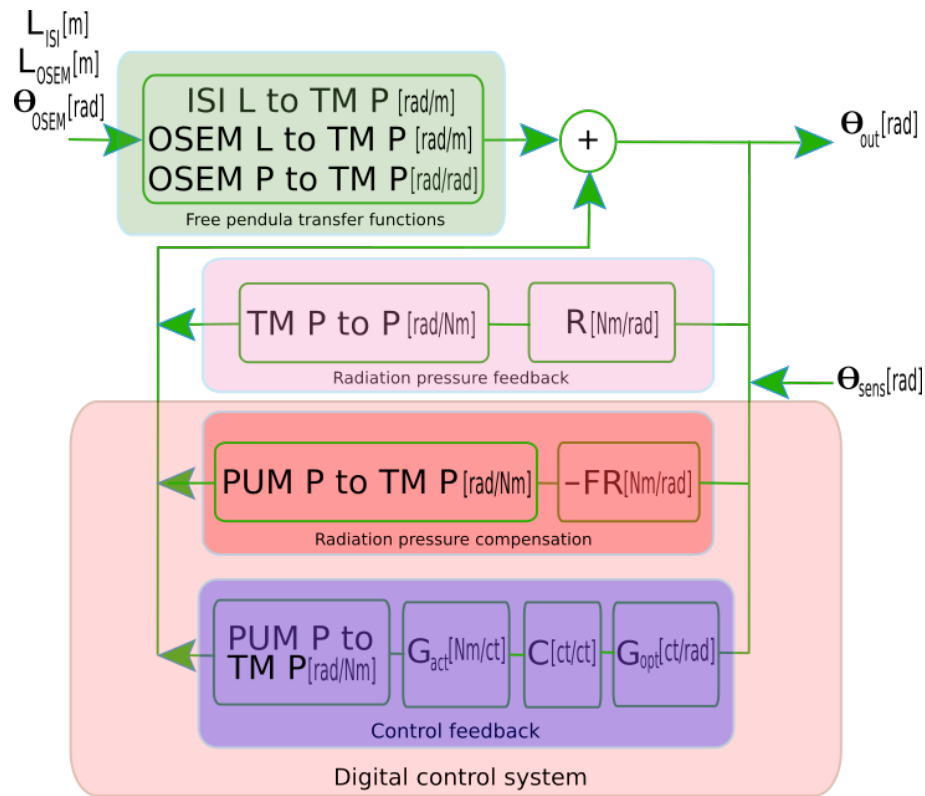 L_ISI[m]
L_OSEM[m]
Θ_OSEM[rad]
ISI L to TM P [rad/m]
OSEM L to TM P [rad/m]
OSEM P to TM P[rad/rad]
Free pendula transfer functions
+
Θ_out[rad]
TM P to P [rad/Nm]
R[Nm/rad]
Radiation pressure feedback
Θ_sens[rad]
PUM P to TM P[rad/Nm]
-FR[Nm/rad]
Radiation pressure compensation
PUM P to
TM P[rad/Nm]
G_act[Nm/ct]
C[ct/ct]
G_opt[ct/rad]
Control feedback
Digital control system